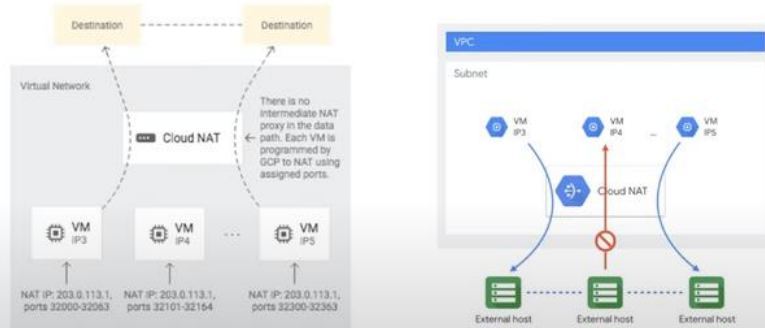 Destination
Destination
Virtual Network
Cloud NAT
There is no
Intermediate NAT
proxy in the data
path. Each VM is
programmed by
GCP to NAT using
assigned ports.
VM
IP3
VM
IP4
...
VM
IP5
NAT IP: 203.0.113.1,
ports 32000-32063
NAT IP: 203.0.113.1,
ports 32101-32164
NAT IP: 203.0.113.1,
ports 32300-32363
VPC
Subnet
VM
IP3
VM
IP4
...
VM
IP5
Cloud NAT
External host
External host
External host